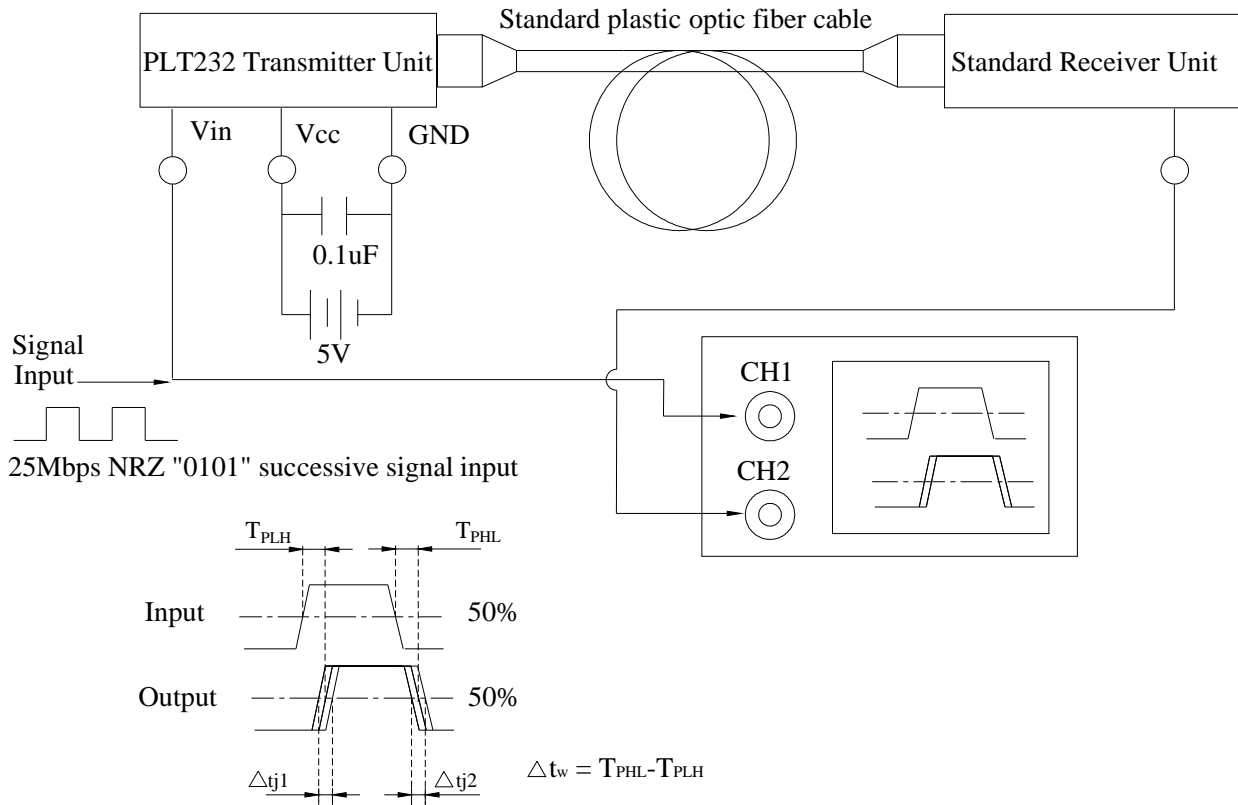 Standard plastic optic fiber cable
PLT232 Transmitter Unit
Standard Receiver Unit
Vin
Vcc
GND
0.1uF
5V
Signal
Input
25Mbps NRZ "0101" successive signal input
CH1
CH2
TPLH
TPHL
Input
50%
Output
50%
△tj1
△tj2
△tw = TPHL-TPLH